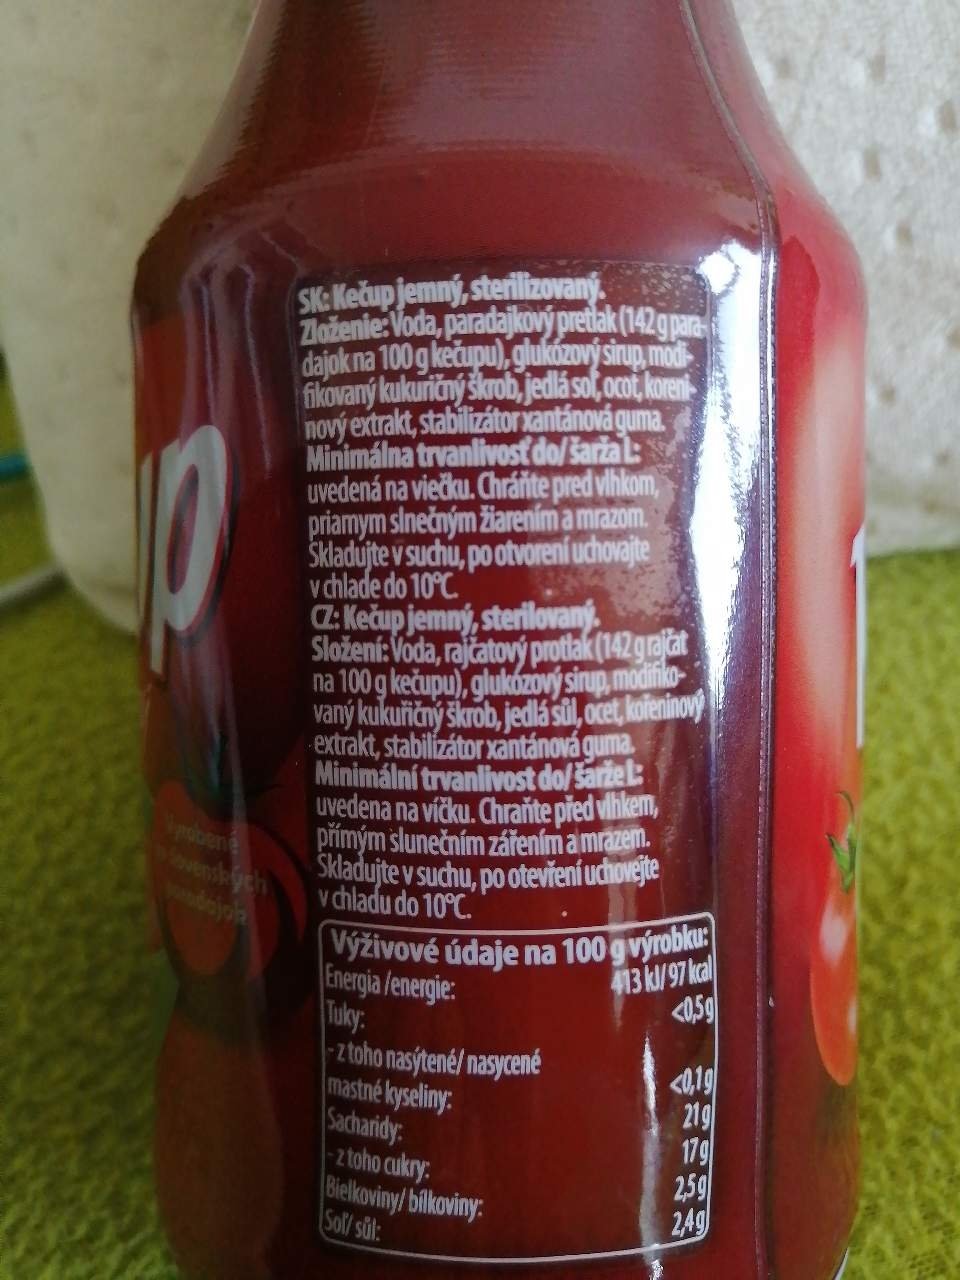 SK: Kečup jemný, sterilizovaný.
Zloženie: Voda, paradajkový pretlak (142 g para-
dajok na 100 g kečupu), glukózový sirup, modi-
fikovaný kukuričný škrob, jedlá soľ, ocot, koreni-
nový extrakt, stabilizátor xantánová guma.
Minimálna trvanlivosť do/ šarža L:
uvedená na viečku. Chráňte pred vlhkom,
priamym slnečným žiarením a mrazom.
Skladujte v suchu, po otvorení uchovajte
v chlade do 10°C.
CZ: Kečup jemný, sterilovaný.
Složení: Voda, rajčatový protlak (142 g rajčat
na 100 g kečupu), glukózový sirup, modifiko-
vaný kukuřičný škrob, jedlá sůl, ocet, kořeninový
extrakt, stabilizátor xantánová guma.
Minimální trvanlivost do/ šarže L:
uvedena na víčku. Chraňte před vlhkem,
přímým slunečním zářením a mrazem.
Skladujte v suchu, po otevření uchovejte
v chladu do 10°C.
Výživové údaje na 100 g výrobku:
Energia /energie: 413 kJ/ 97 kcal
Tuky: <0,5g
- z toho nasýtené/ nasycené
mastné kyseliny: <0,1g
Sacharidy: 21g
- z toho cukry: 17g
Bielkoviny/ bílkoviny: 2,5g
Soľ/ sůl: 2,4g
up
Vyrobené
slovenských